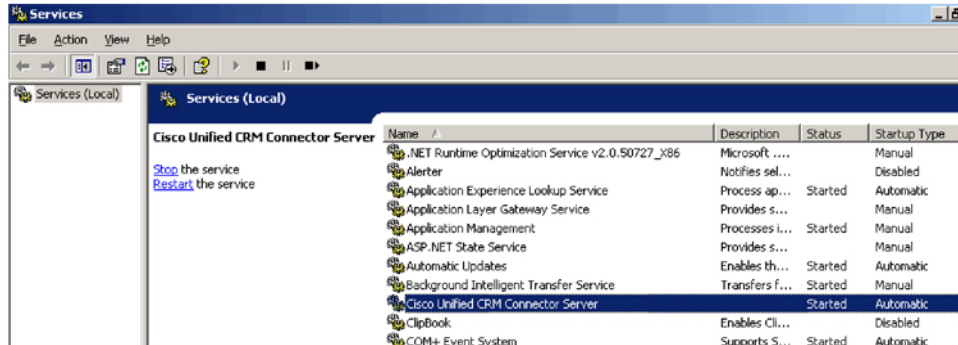 Services
File Action View Help
Services (Local)
Services (Local)
Cisco Unified CRM Connector Server
Stop the service
Restart the service
Name Description Status Startup Type
.NET Runtime Optimization Service v2.0.50727_X86 Microsoft .... Manual
Alerter Notifies sel... Disabled
Application Experience Lookup Service Process ap... Started Automatic
Application Layer Gateway Service Provides s... Manual
Application Management Processes i... Started Manual
ASP.NET State Service Provides s... Manual
Automatic Updates Enables th... Started Automatic
Background Intelligent Transfer Service Transfers f... Started Manual
Cisco Unified CRM Connector Server Started Automatic
ClipBook Enables Cli... Disabled
COM+ Event System Supports S... Started Automatic